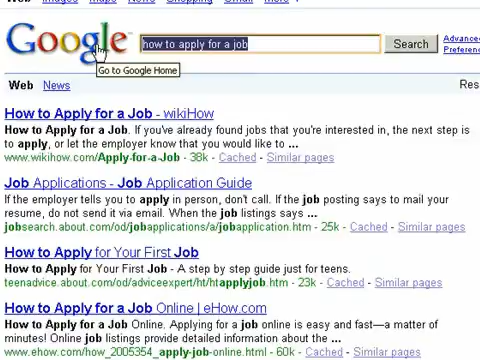 Web Images Maps News Shopping Gmail more
Google how to apply for a job Search Advanced
Preferenc
Go to Google Home
Web News Res
How to Apply for a Job - wikiHow
How to Apply for a Job. If you've already found jobs that you're interested in, the next step is
to apply, or let the employer know that you would like to ...
www.wikihow.com/Apply-for-a-Job - 38k - Cached - Similar pages
Job Applications - Job Application Guide
If the employer tells you to apply in person, don't call. If the job posting says to mail your
resume, do not send it via email. When the job listings says ...
jobsearch.about.com/od/jobapplications/a/jobapplication.htm - 25k - Cached - Similar pages
How to Apply for Your First Job
How to Apply for Your First Job - A step by step guide just for teens.
teenadvice.about.com/od/adviceexpert/ht/htapplyjob.htm - 23k - Cached - Similar pages
How to Apply for a Job Online | eHow.com
How to Apply for a Job Online. Applying for a job online is easy and fast—a matter of
minutes! Online job listings provide detailed information about the ...
www.ehow.com/how_2005354_apply-job-online.html - 60k - Cached - Similar pages